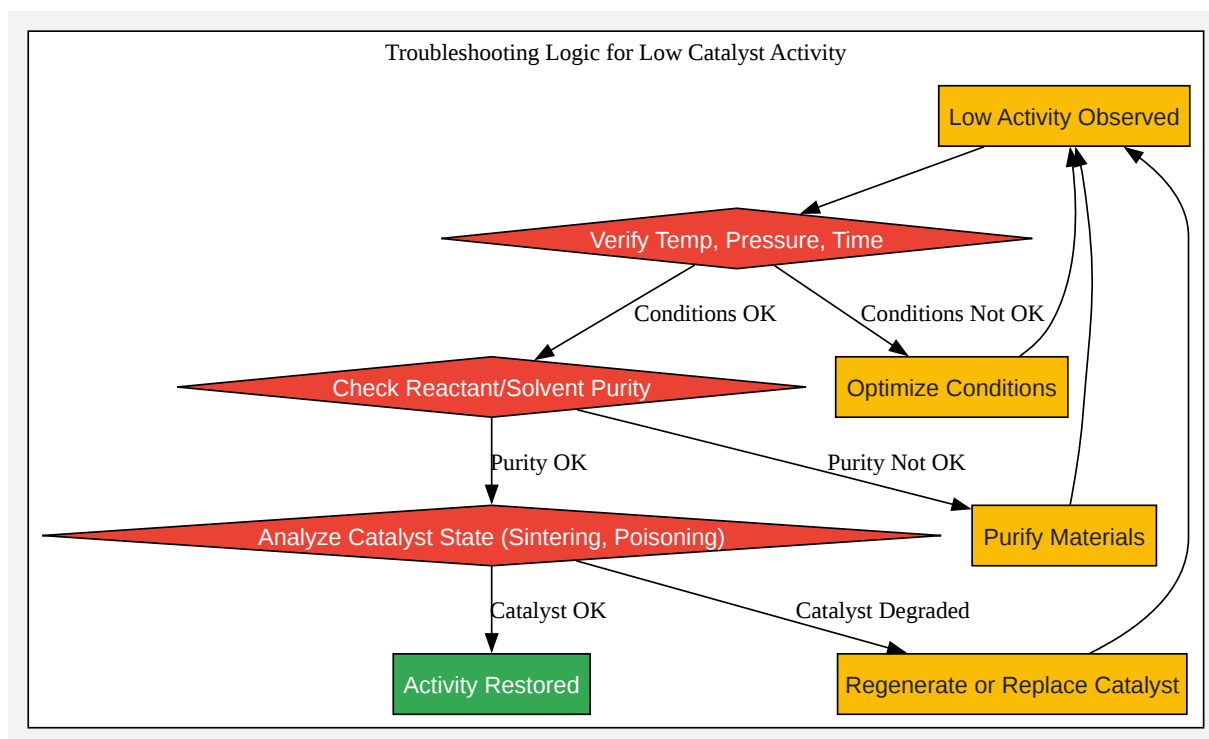 Troubleshooting Logic for Low Catalyst Activity
Low Activity Observed
Verify Temp, Pressure, Time
Conditions OK
Conditions Not OK
Check Reactant/Solvent Purity
Optimize Conditions
Purity OK
Purity Not OK
Analyze Catalyst State (Sintering, Poisoning)
Purify Materials
Catalyst OK
Catalyst Degraded
Activity Restored
Regenerate or Replace Catalyst